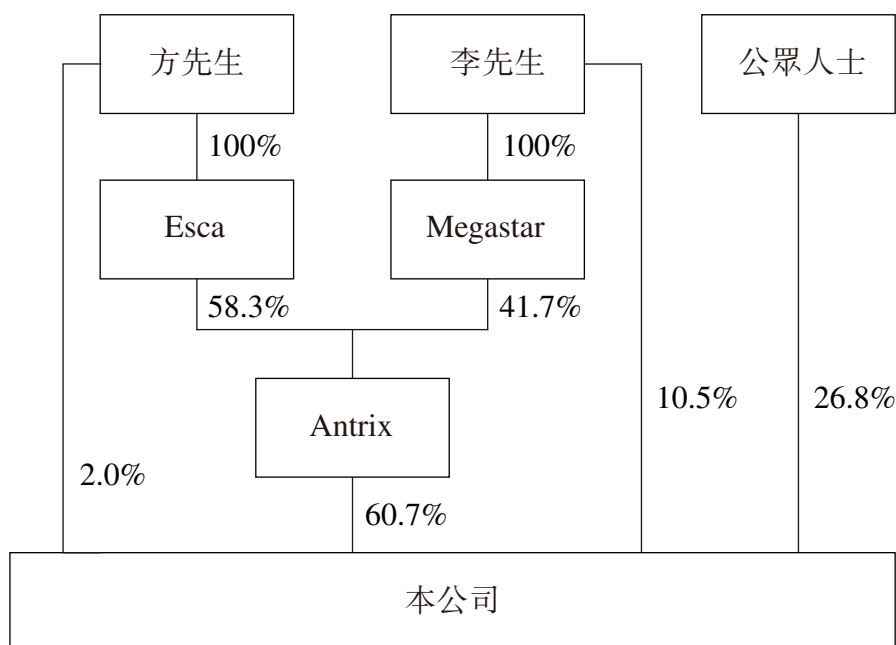 方先生
李先生
公眾人士
100%
100%
Esca
Megastar
58.3%
41.7%
Antrix
10.5%
26.8%
2.0%
60.7%
本公司